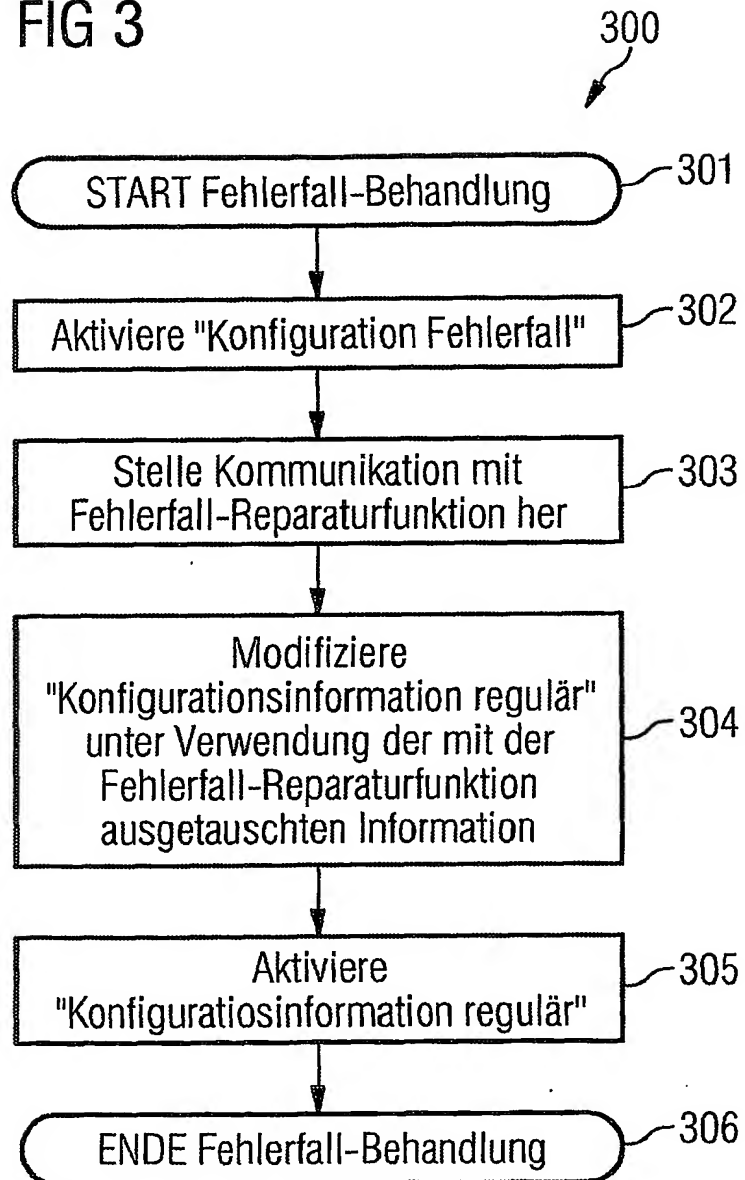 FIG 3
300
START Fehlerfall-Behandlung
301
Aktiviere "Konfiguration Fehlerfall"
302
Stelle Kommunikation mit
Fehlerfall-Reparaturfunktion her
303
Modifiziere
"Konfigurationsinformation regulär"
unter Verwendung der mit der
Fehlerfall-Reparaturfunktion
ausgetauschten Information
304
Aktiviere
"Konfiguratiosinformation regulär"
305
ENDE Fehlerfall-Behandlung
306